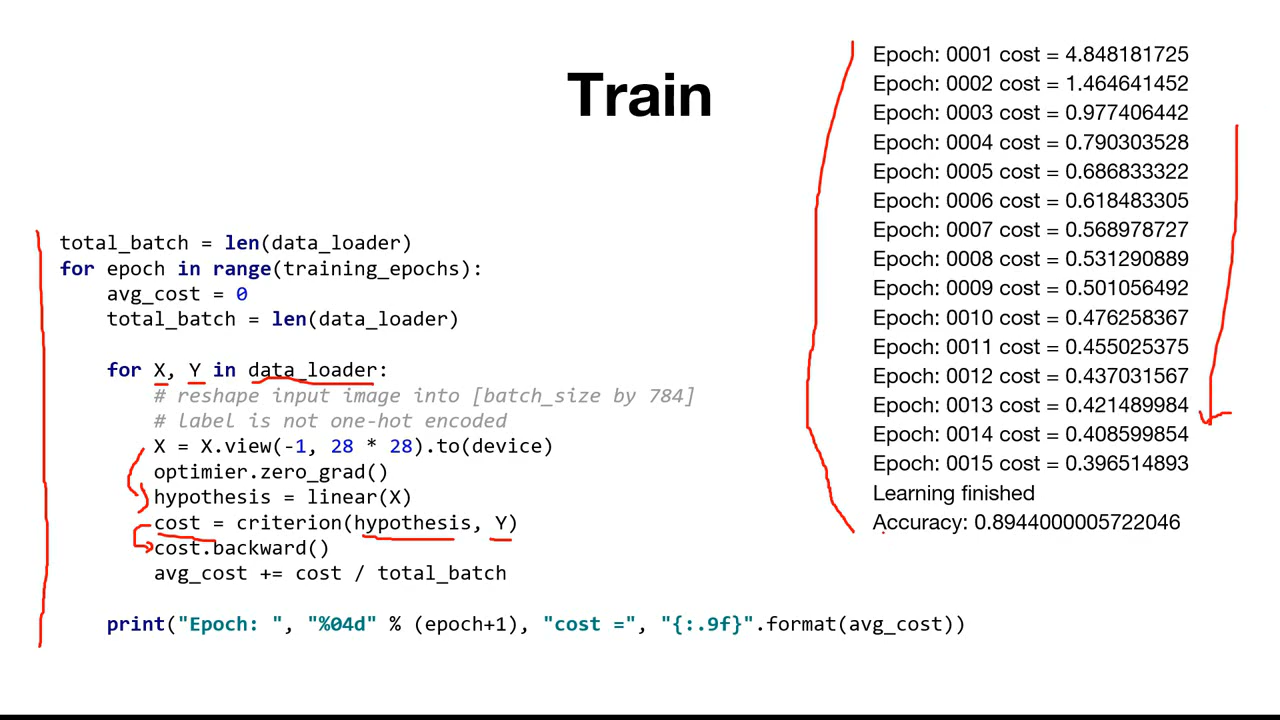 Train
total_batch = len(data_loader)
for epoch in range(training_epochs):
    avg_cost = 0
    total_batch = len(data_loader)

    for X, Y in data_loader:
        # reshape input image into [batch_size by 784]
        # label is not one-hot encoded
        X = X.view(-1, 28 * 28).to(device)
        optimier.zero_grad()
        hypothesis = linear(X)
        cost = criterion(hypothesis, Y)
        cost.backward()
        avg_cost += cost / total_batch

    print("Epoch: ", "%04d" % (epoch+1), "cost =", "{:.9f}".format(avg_cost))
Epoch: 0001 cost = 4.848181725
Epoch: 0002 cost = 1.464641452
Epoch: 0003 cost = 0.977406442
Epoch: 0004 cost = 0.790303528
Epoch: 0005 cost = 0.686833322
Epoch: 0006 cost = 0.618483305
Epoch: 0007 cost = 0.568978727
Epoch: 0008 cost = 0.531290889
Epoch: 0009 cost = 0.501056492
Epoch: 0010 cost = 0.476258367
Epoch: 0011 cost = 0.455025375
Epoch: 0012 cost = 0.437031567
Epoch: 0013 cost = 0.421489984
Epoch: 0014 cost = 0.408599854
Epoch: 0015 cost = 0.396514893
Learning finished
Accuracy: 0.8944000005722046